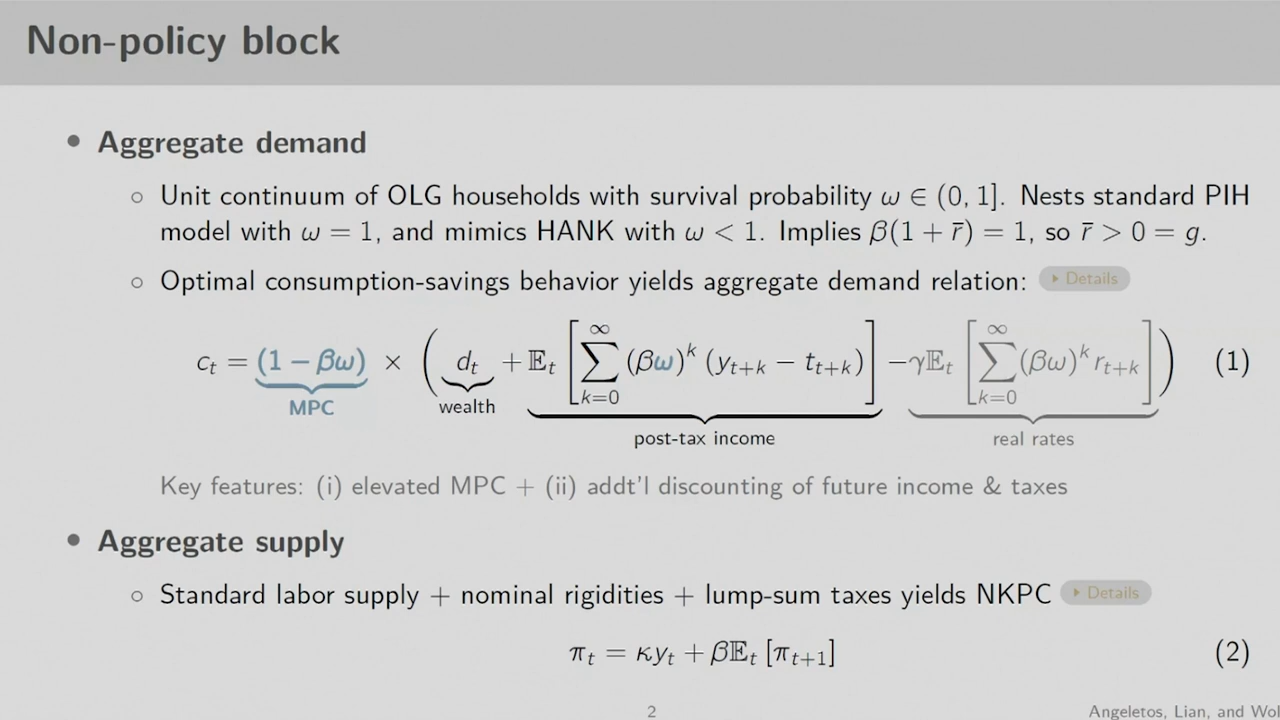 Non-policy block
• Aggregate demand
○ Unit continuum of OLG households with survival probability ω ∈ (0, 1]. Nests standard PIH
model with ω = 1, and mimics HANK with ω < 1. Implies β(1 + r̄) = 1, so r̄ > 0 = g.
○ Optimal consumption-savings behavior yields aggregate demand relation: ▸ Details
c_t = (1 − βω) × ( d_t + 𝔼_t [ ∑_{k=0}^{∞} (βω)^k (y_{t+k} − t_{t+k}) ] −γ𝔼_t [ ∑_{k=0}^{∞} (βω)^k r_{t+k} ] ) (1)
MPC wealth post-tax income real rates
Key features: (i) elevated MPC + (ii) addt'l discounting of future income & taxes
• Aggregate supply
○ Standard labor supply + nominal rigidities + lump-sum taxes yields NKPC ▸ Details
π_t = κy_t + β𝔼_t [π_{t+1}] (2)
2 Angeletos, Lian, and Wol